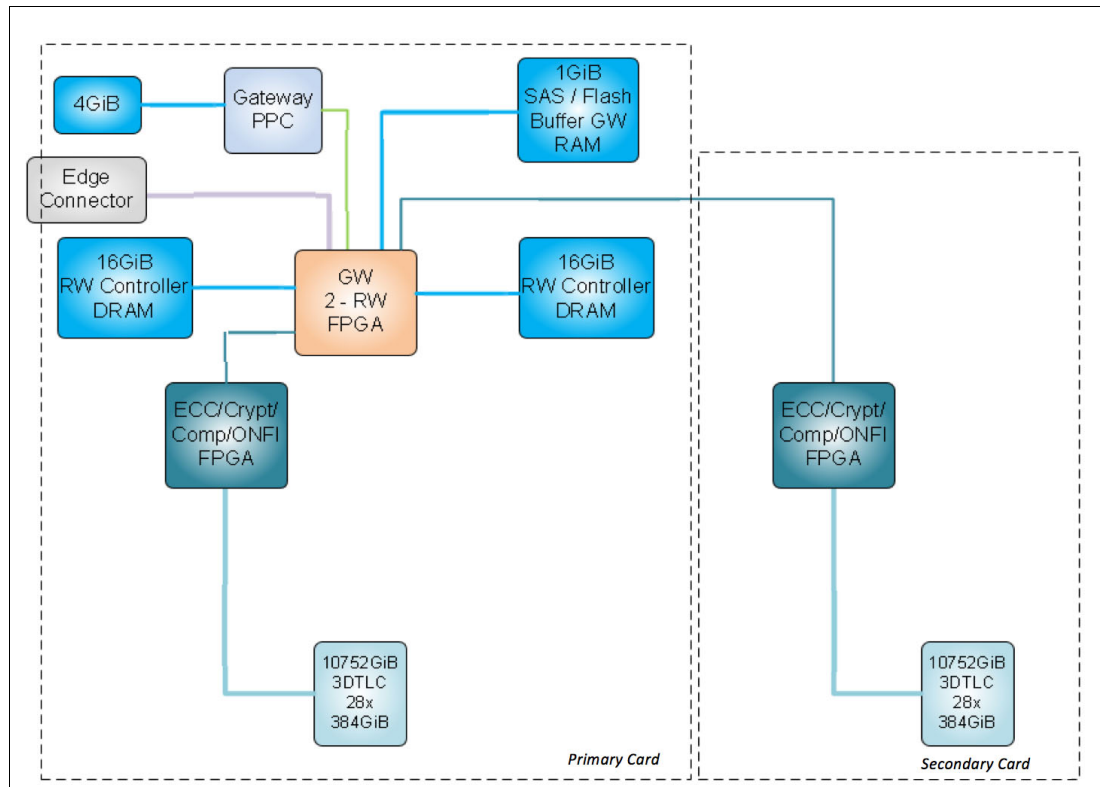 4GiB
Gateway
PPC
1GiB
SAS / Flash
Buffer GW
RAM
Edge
Connector
16GiB
RW Controller
DRAM
GW
2 - RW
FPGA
16GiB
RW Controller
DRAM
ECC/Crypt/
Comp/ONFI
FPGA
ECC/Crypt/
Comp/ONFI
FPGA
10752GiB
3DTLC
28x
384GiB
10752GiB
3DTLC
28x
384GiB
Primary Card
Secondary Card